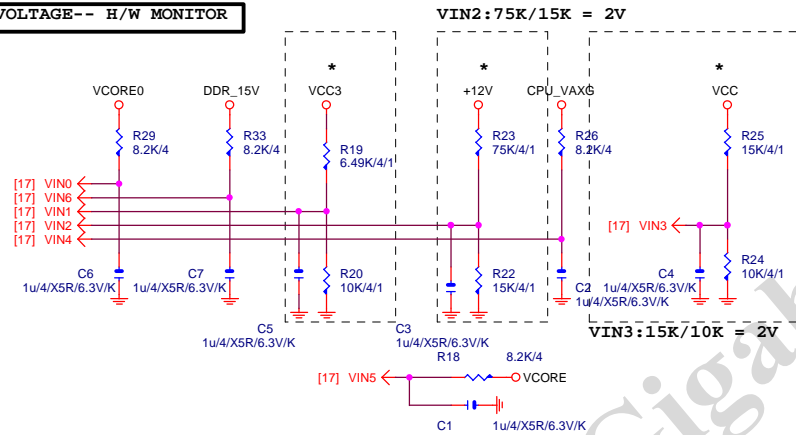 VOLTAGE-- H/W MONITOR
VIN2:75K/15K = 2V
*
*
*
VCORE0
DDR_15V
VCC3
+12V
CPU_VAXG
VCC
R29
8.2K/4
R33
8.2K/4
R19
6.49K/4/1
R23
75K/4/1
R26
8.2K/4
R25
15K/4/1
[17] VIN0
[17] VIN6
[17] VIN1
[17] VIN2
[17] VIN4
[17] VIN3
C6
1u/4/X5R/6.3V/K
C7
1u/4/X5R/6.3V/K
R20
10K/4/1
R22
15K/4/1
C2
1u/4/X5R/6.3V/K
C4
1u/4/X5R/6.3V/K
R24
10K/4/1
C5
1u/4/X5R/6.3V/K
C3
1u/4/X5R/6.3V/K
VIN3:15K/10K = 2V
R18
8.2K/4
[17] VIN5
VCORE
C1
1u/4/X5R/6.3V/K
Gigab